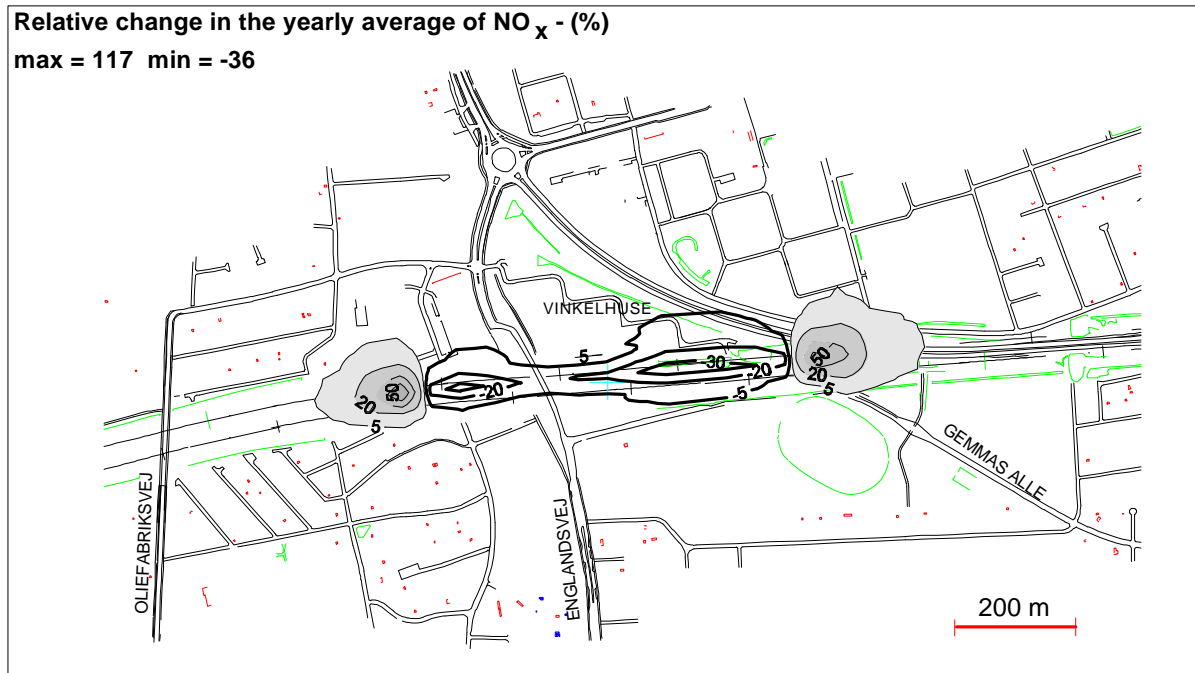 Relative change in the yearly average of NO x - (%)
max = 117 min = -36
VINKELHUSE
5
-30
-20
50
20
5
-20
-5
50
20
5
GEMMAS ALLE
OLIEFABRIKSVEJ
ENGLANDSVEJ
200 m